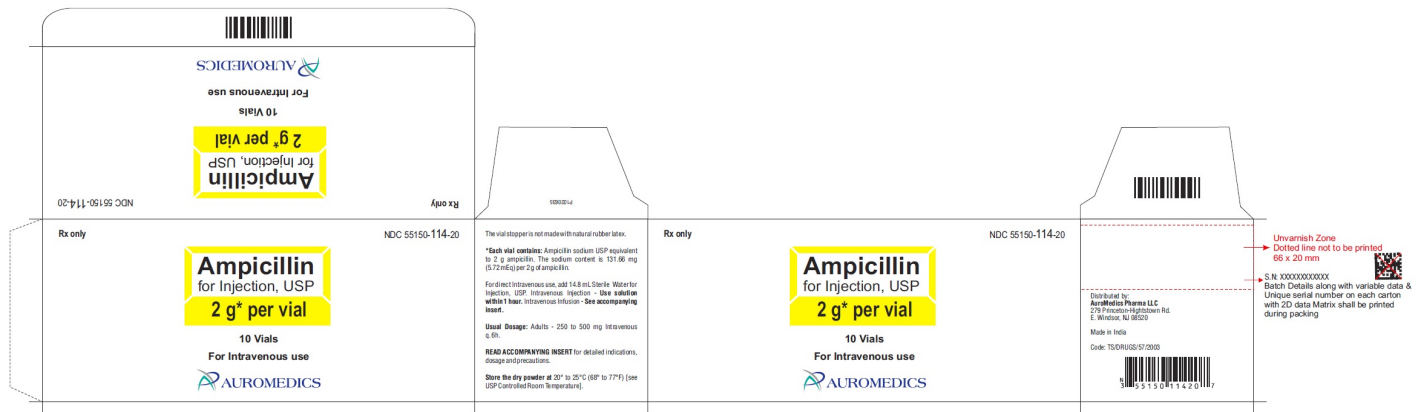 AUROMEDICS
For Intravenous use
10 Vials
2 g* per vial
for Injection, USP
Ampicillin
NDC 55150-114-20
Rx only
Rx only
NDC 55150-114-20
Ampicillin
for Injection, USP
2 g* per vial
10 Vials
For Intravenous use
AUROMEDICS
The vial stopper is not made with natural rubber latex.
*Each vial contains: Ampicillin sodium USP equivalent
to 2 g ampicillin. The sodium content is 131.66 mg
(5.72 mEq) per 2 g of ampicillin.
For direct Intravenous use, add 14.8 mL Sterile Water for
Injection, USP. Intravenous Injection - Use solution
within 1 hour. Intravenous Infusion - See accompanying
insert.
Usual Dosage: Adults - 250 to 500 mg Intravenous
q. 6h.
READ ACCOMPANYING INSERT for detailed indications,
dosage and precautions.
Store the dry powder at 20° to 25°C (68° to 77°F) [see
USP Controlled Room Temperature].
Rx only
NDC 55150-114-20
Ampicillin
for Injection, USP
2 g* per vial
10 Vials
For Intravenous use
AUROMEDICS
Distributed by:
AuroMedics Pharma LLC
279 Princeton-Hightstown Rd.
E. Windsor, NJ 08520
Made in India
Code: TS/DRUGS/57/2003
N
3 55150 11420 7
Unvarnish Zone
Dotted line not to be printed
66 x 20 mm
S.N: XXXXXXXXXXXX
Batch Details along with variable data &
Unique serial number on each carton
with 2D data Matrix shall be printed
during packing